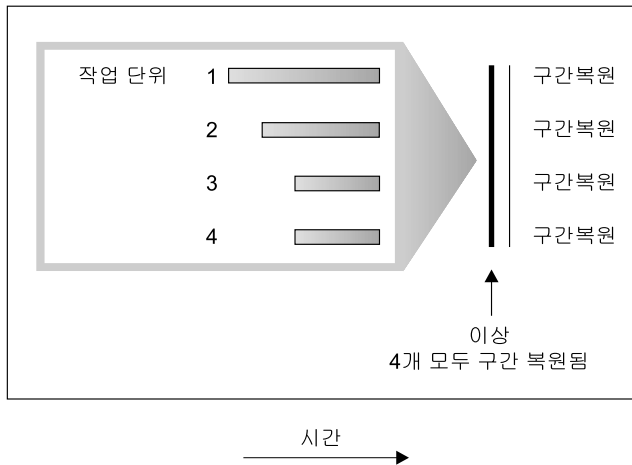 작업 단위 1 구간복원
2 구간복원
3 구간복원
4 구간복원
이상
4개 모두 구간 복원됨
시간